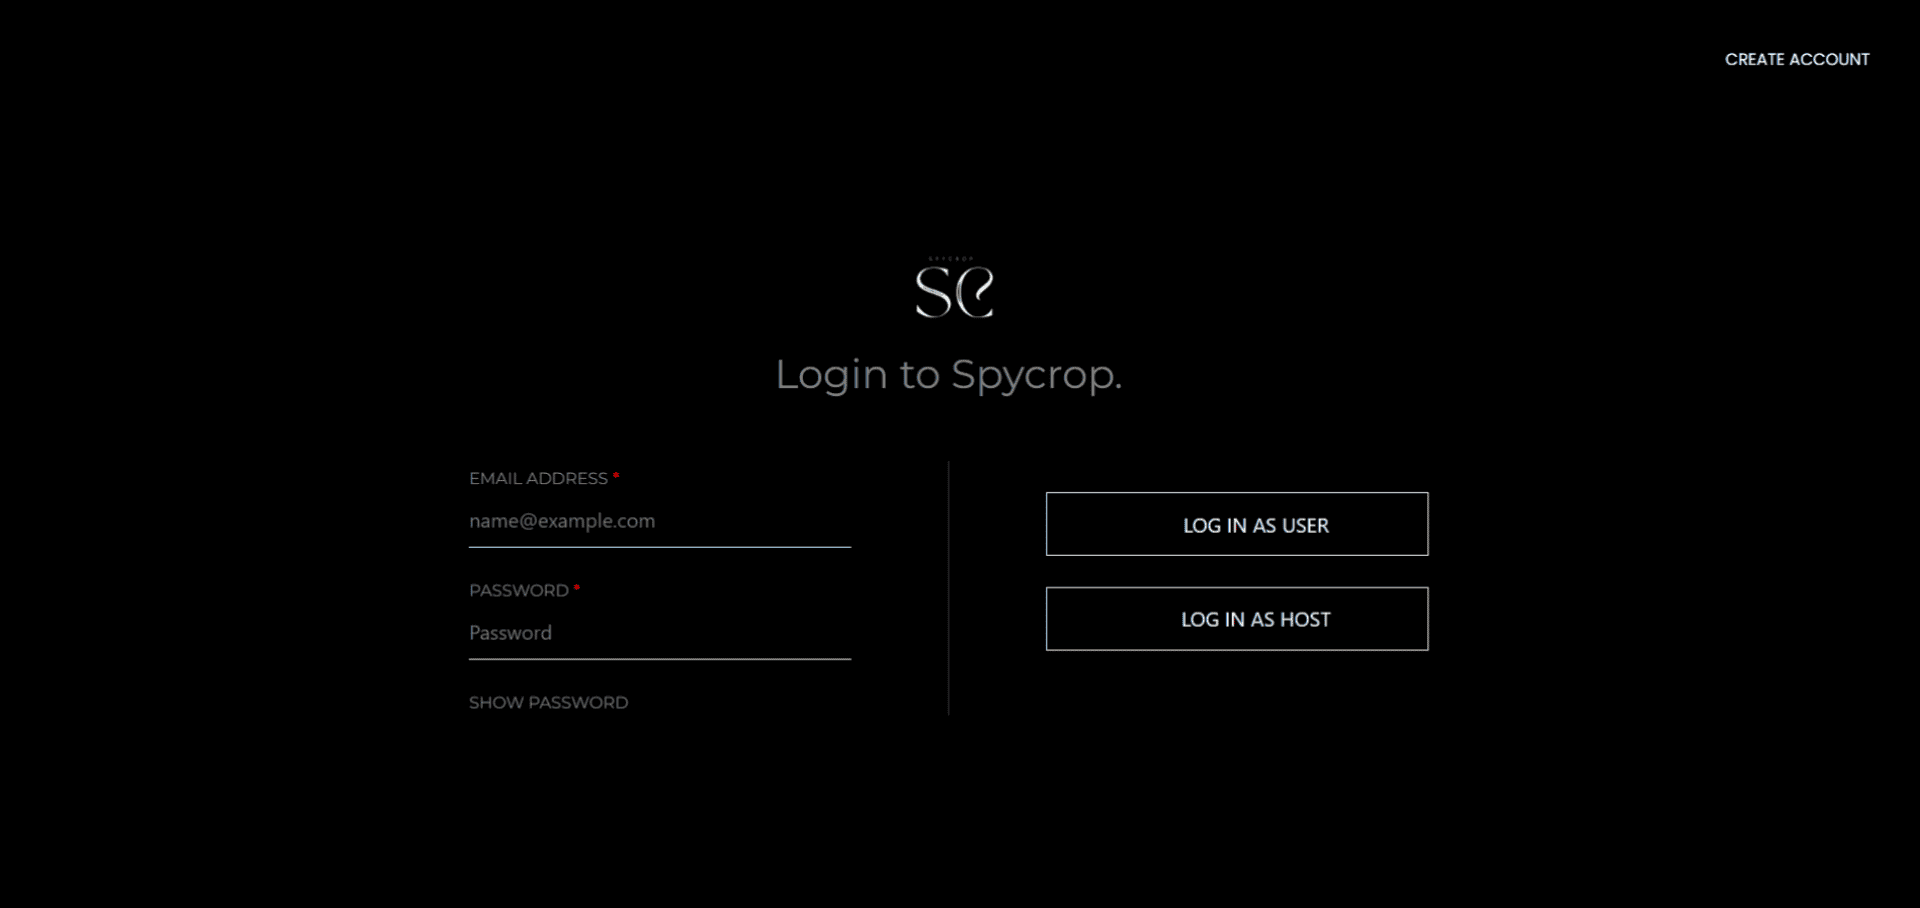 CREATE ACCOUNT
SPYCROP
SC
Login to Spycrop.
EMAIL ADDRESS *
name@example.com
PASSWORD *
Password
SHOW PASSWORD
LOG IN AS USER
LOG IN AS HOST